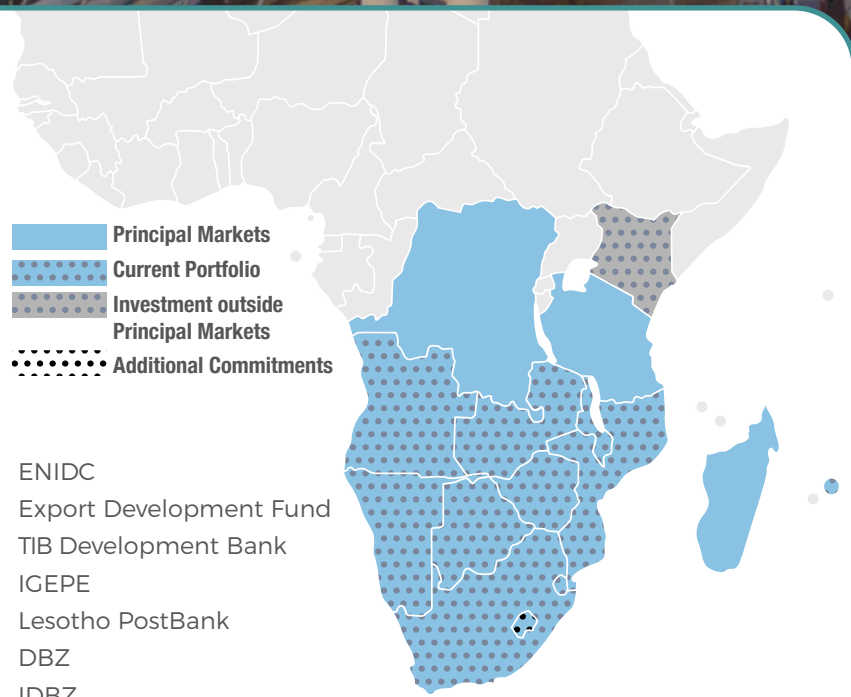 Principal Markets
Current Portfolio
Investment outside
Principal Markets
Additional Commitments
ENIDC
Export Development Fund
TIB Development Bank
IGEPE
Lesotho PostBank
DBZ
IDBZ